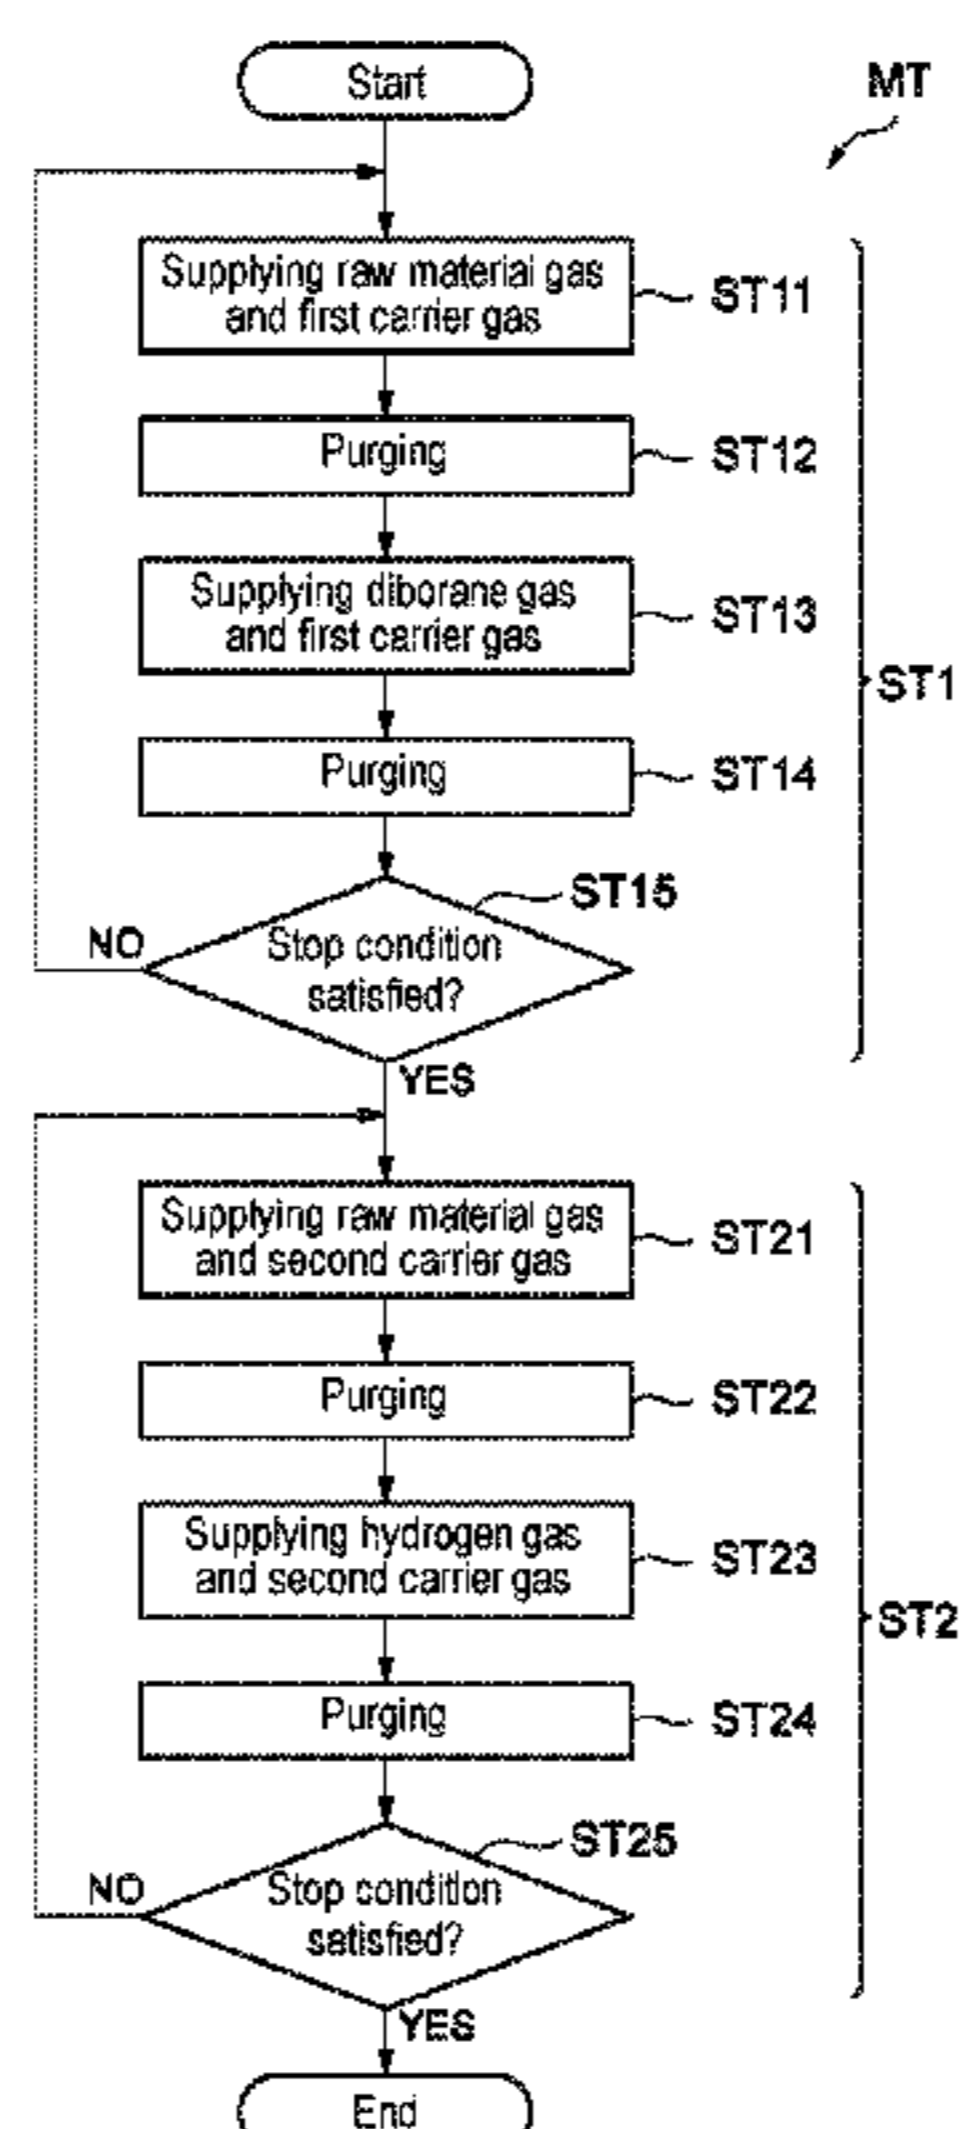 Start
MT
Supplying raw material gas
and first carrier gas
ST11
Purging
ST12
Supplying diborane gas
and first carrier gas
ST13
ST1
Purging
ST14
ST15
NO
Stop condition
satisfied?
YES
Supplying raw material gas
and second carrier gas
ST21
Purging
ST22
Supplying hydrogen gas
and second carrier gas
ST23
ST2
Purging
ST24
ST25
NO
Stop condition
satisfied?
YES
End